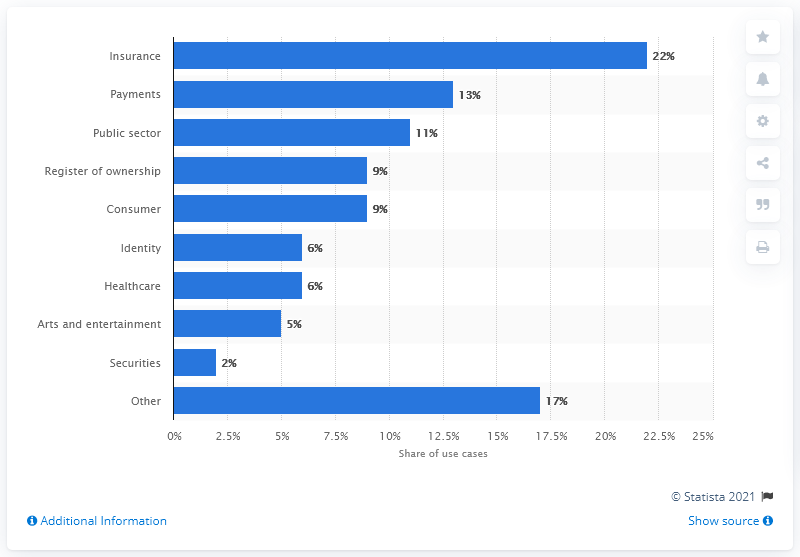 Insurance 22%
Payments 13%
Public sector 11%
Register of ownership 9%
Consumer 9%
Identity 6%
Healthcare 6%
Arts and entertainment 5%
Securities 2%
Other 17%
0% 2.5% 5% 7.5% 10% 12.5% 15% 17.5% 20% 22.5% 25%
Share of use cases
© Statista 2021
Additional Information Show source